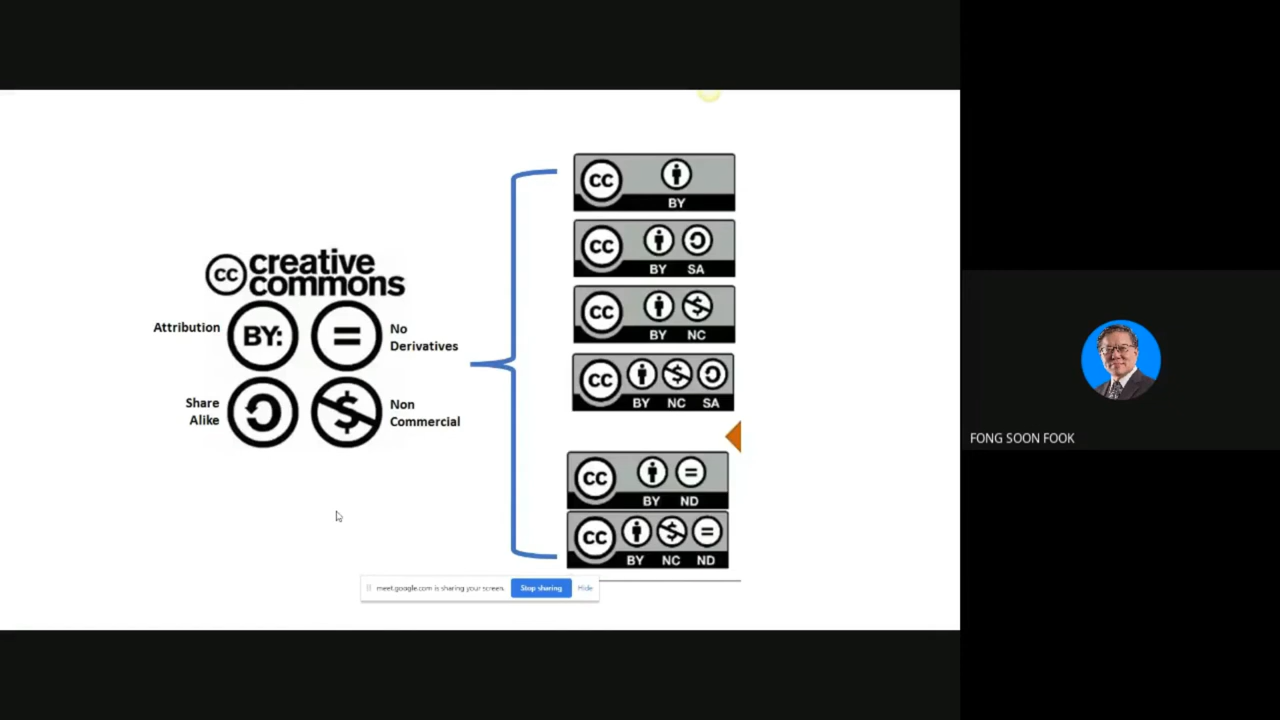 cc creative
commons
Attribution
BY:
=
No
Derivatives
Share
Alike
$
Non
Commercial
cc
BY
cc
BY SA
cc
BY NC
cc $
BY NC SA
cc =
BY ND
cc $ =
BY NC ND
meet.google.com is sharing your screen.
Stop sharing
Hide
FONG SOON FOOK